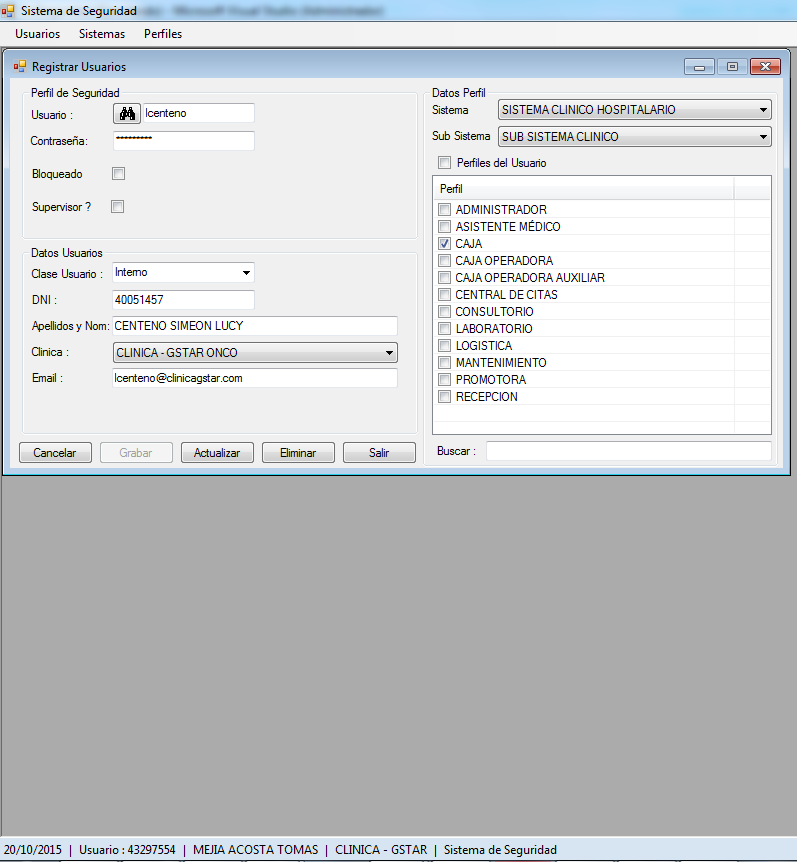 Sistema de Seguridad
Usuarios Sistemas Perfiles
Registrar Usuarios
Perfil de Seguridad
Usuario : lcenteno
Contraseña: *********
Bloqueado
Supervisor ?
Datos Usuarios
Clase Usuario : Interno
DNI : 40051457
Apellidos y Nom: CENTENO SIMEON LUCY
Clinica : CLINICA - GSTAR ONCO
Email : lcenteno@clinicagstar.com
Cancelar Grabar Actualizar Eliminar Salir
Datos Perfil
Sistema SISTEMA CLINICO HOSPITALARIO
Sub Sistema SUB SISTEMA CLINICO
Perfiles del Usuario
Perfil
ADMINISTRADOR
ASISTENTE MÉDICO
CAJA
CAJA OPERADORA
CAJA OPERADORA AUXILIAR
CENTRAL DE CITAS
CONSULTORIO
LABORATORIO
LOGISTICA
MANTENIMIENTO
PROMOTORA
RECEPCION
Buscar :
20/10/2015 | Usuario : 43297554 | MEJIA ACOSTA TOMAS | CLINICA - GSTAR | Sistema de Seguridad